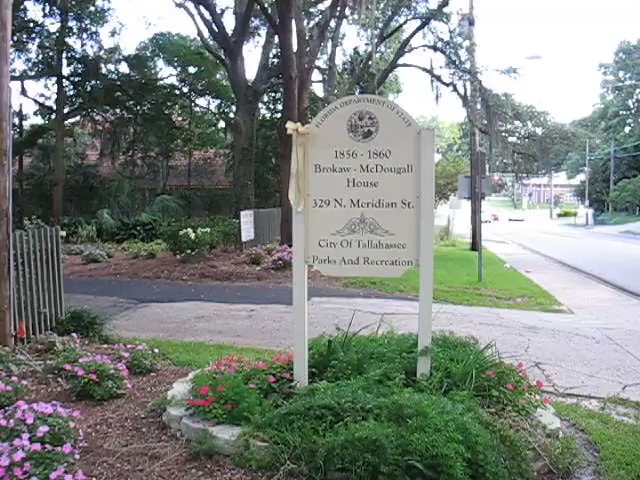 FLORIDA DEPARTMENT OF STATE
1856 - 1860
Brokaw - McDougall
House
329 N. Meridian St.
City Of Tallahassee
Parks And Recreation